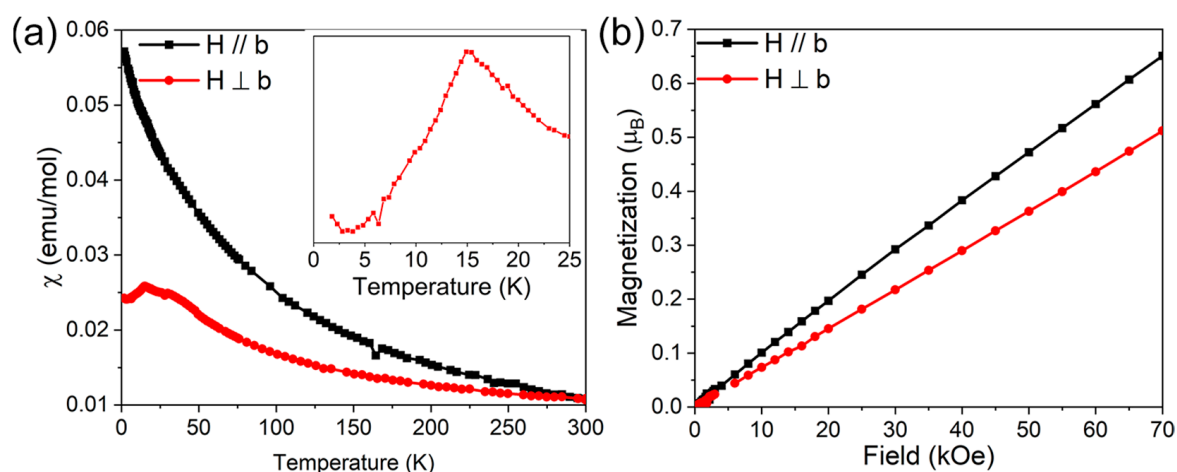 (a)
χ (emu/mol)
0.06
0.05
0.04
0.03
0.02
0.01
H // b
H ⊥ b
0 5 10 15 20 25
Temperature (K)
0 50 100 150 200 250 300
Temperature (K)
(b)
Magnetization (μB)
0.7
0.6
0.5
0.4
0.3
0.2
0.1
0.0
H // b
H ⊥ b
0 10 20 30 40 50 60 70
Field (kOe)